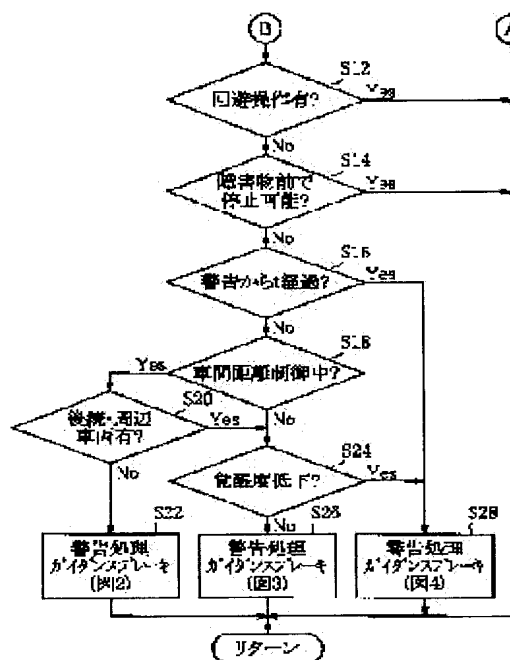 B
A
S12
回避操作有?
Yes
No
S14
障害物前で
停止可能?
Yes
No
S16
警告からt経過?
Yes
No
S18
車間距離制御中?
Yes
No
S20
後続・周辺
車両有?
Yes
No
S24
覚醒度低下?
Yes
No
S22
警告処理
ガイダンスブレーキ
(図2)
S26
警告処理
ガイダンスブレーキ
(図3)
S28
警告処理
ガイダンスブレーキ
(図4)
リターン